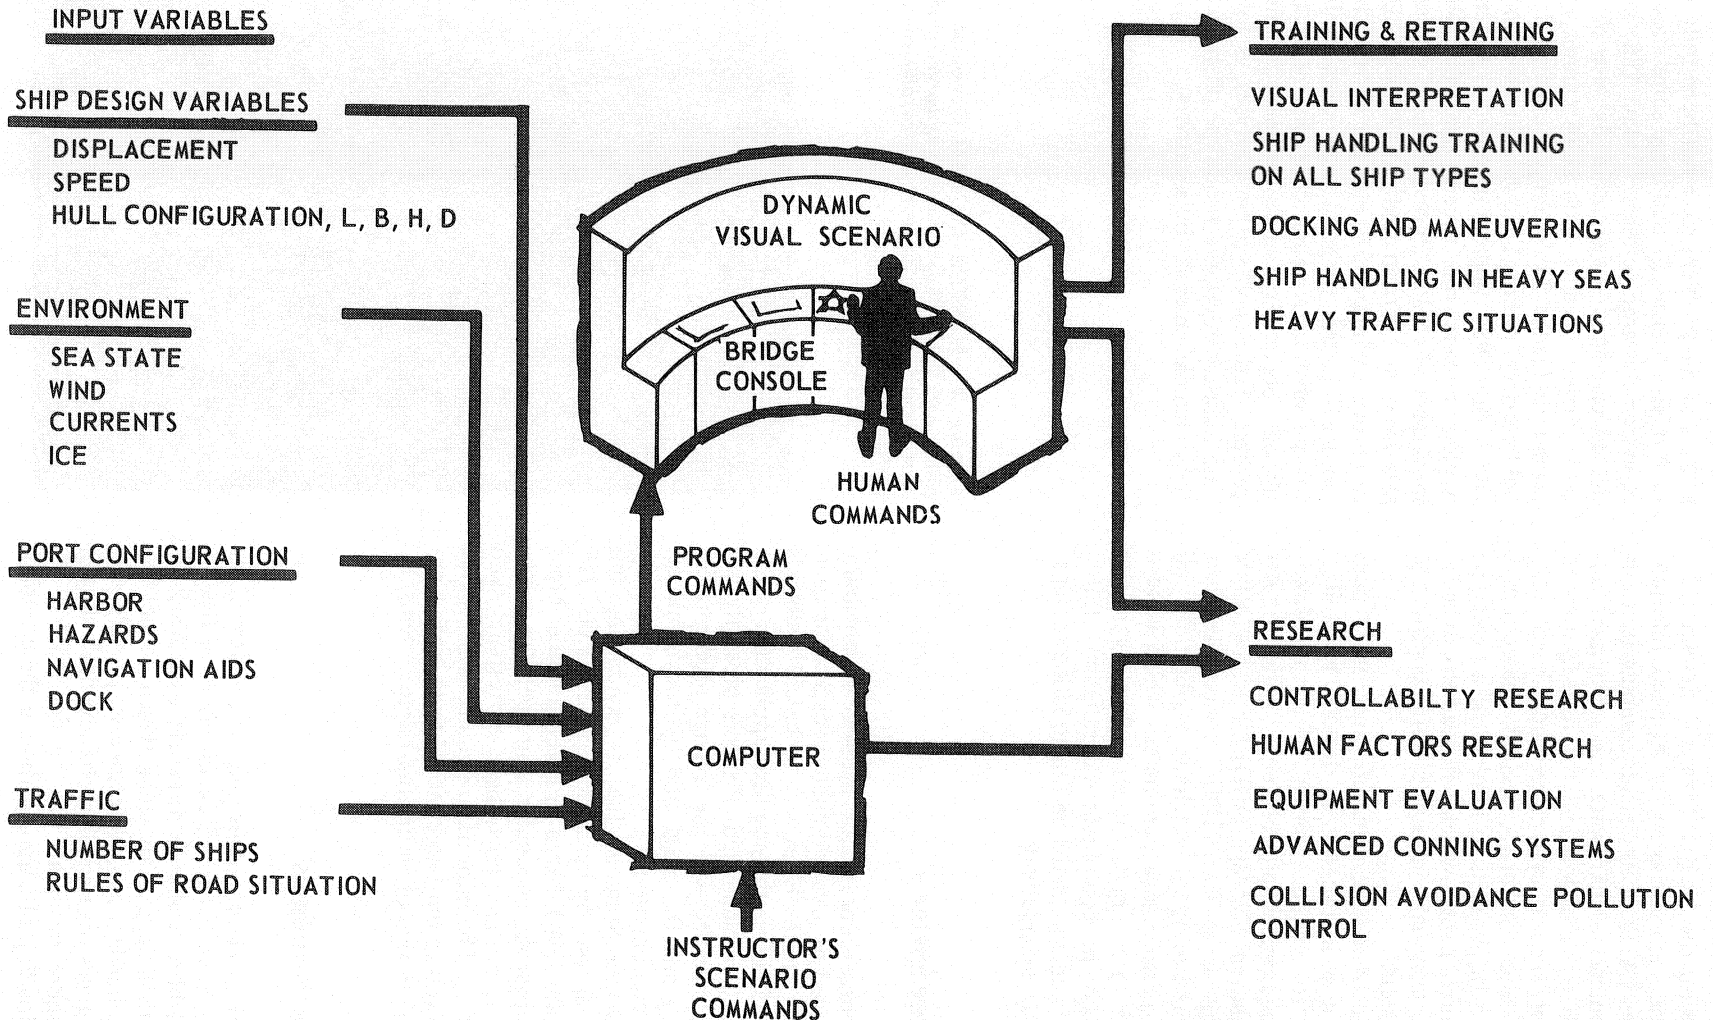 INPUT VARIABLES
SHIP DESIGN VARIABLES
DISPLACEMENT
SPEED
HULL CONFIGURATION, L, B, H, D
ENVIRONMENT
SEA STATE
WIND
CURRENTS
ICE
PORT CONFIGURATION
HARBOR
HAZARDS
NAVIGATION AIDS
DOCK
TRAFFIC
NUMBER OF SHIPS
RULES OF ROAD SITUATION
DYNAMIC
VISUAL SCENARIO
BRIDGE
CONSOLE
HUMAN
COMMANDS
PROGRAM
COMMANDS
COMPUTER
INSTRUCTOR'S
SCENARIO
COMMANDS
TRAINING & RETRAINING
VISUAL INTERPRETATION
SHIP HANDLING TRAINING
ON ALL SHIP TYPES
DOCKING AND MANEUVERING
SHIP HANDLING IN HEAVY SEAS
HEAVY TRAFFIC SITUATIONS
RESEARCH
CONTROLLABILTY RESEARCH
HUMAN FACTORS RESEARCH
EQUIPMENT EVALUATION
ADVANCED CONNING SYSTEMS
COLLI SION AVOIDANCE POLLUTION
CONTROL